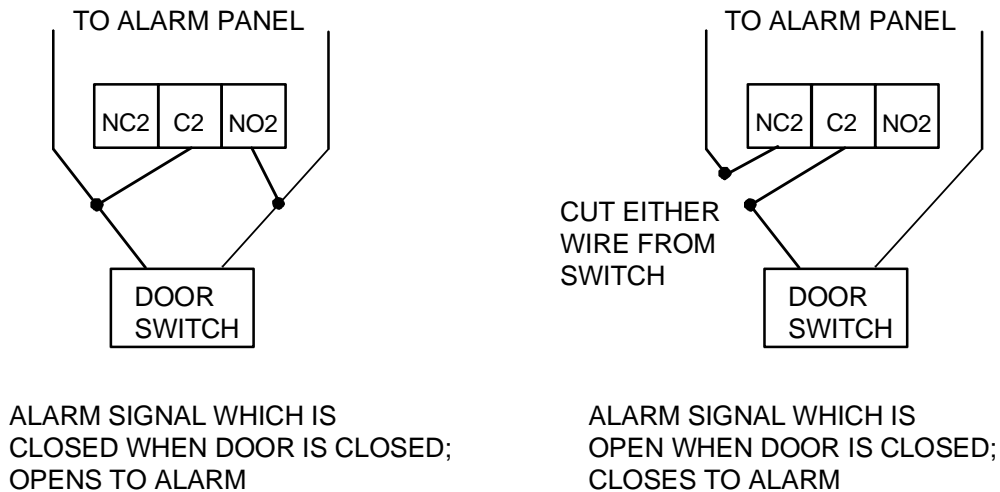 TO ALARM PANEL
NC2 C2 NO2
DOOR
SWITCH
ALARM SIGNAL WHICH IS
CLOSED WHEN DOOR IS CLOSED;
OPENS TO ALARM
TO ALARM PANEL
NC2 C2 NO2
CUT EITHER
WIRE FROM
SWITCH
DOOR
SWITCH
ALARM SIGNAL WHICH IS
OPEN WHEN DOOR IS CLOSED;
CLOSES TO ALARM